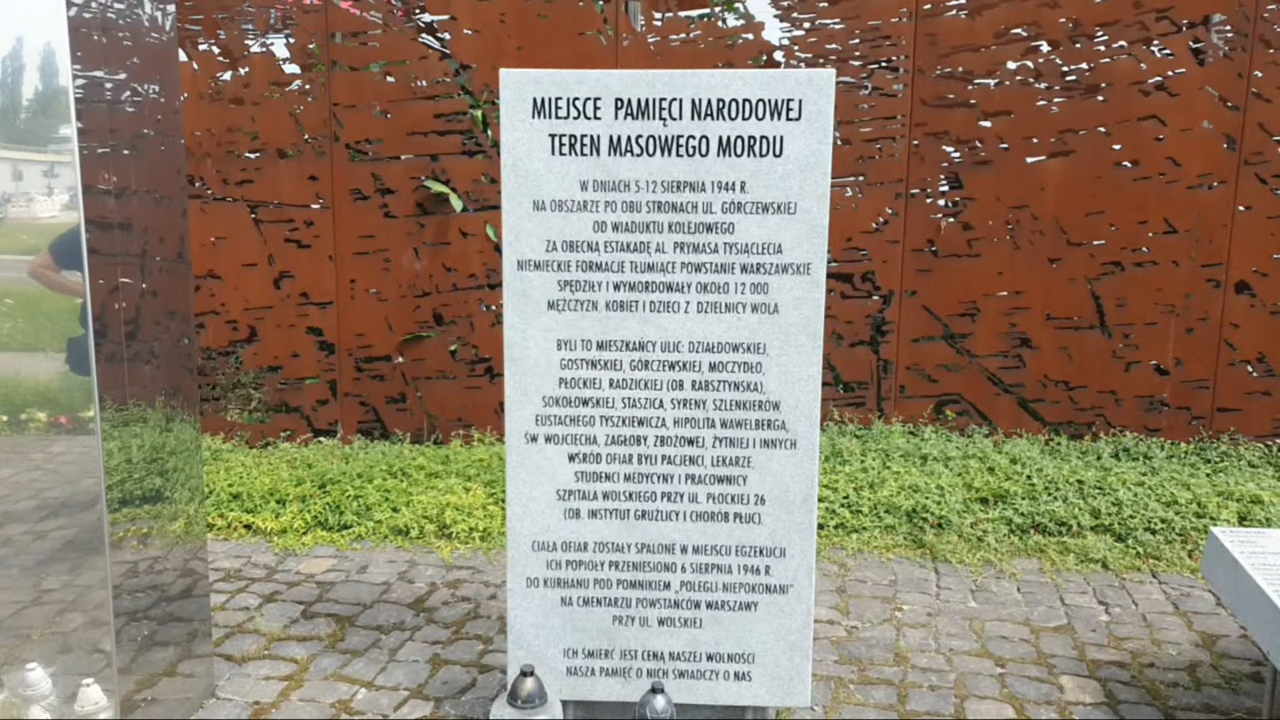 MIEJSCE PAMIĘCI NARODOWEJ
TEREN MASOWEGO MORDU
W DNIACH 5-12 SIERPNIA 1944 R.
NA OBSZARZE PO OBU STRONACH UL. GÓRCZEWSKIEJ
OD WIADUKTU KOLEJOWEGO
ZA OBECNĄ ESTAKADĘ AL. PRYMASA TYSIĄCLECIA
NIEMIECKIE FORMACJE TŁUMIĄCE POWSTANIE WARSZAWSKIE
SPĘDZIŁY I WYMORDOWAŁY OKOŁO 12 000
MĘŻCZYZN, KOBIET I DZIECI Z DZIELNICY WOLA
BYLI TO MIESZKAŃCY ULIC: DZIAŁDOWSKIEJ,
GOSTYŃSKIEJ, GÓRCZEWSKIEJ, MOCZYDŁO,
PŁOCKIEJ, RADZICKIEJ (OB. RABSZTYŃSKA),
SOKOŁOWSKIEJ, STASZICA, SYRENY, SZLENKIERÓW,
EUSTACHEGO TYSZKIEWICZA, HIPOLITA WAWELBERGA,
ŚW. WOJCIECHA, ZAGŁOBY, ZBOŻOWEJ, ŻYTNIEJ I INNYCH.
WŚRÓD OFIAR BYLI PACJENCI, LEKARZE,
STUDENCI MEDYCYNY I PRACOWNICY
SZPITALA WOLSKIEGO PRZY UL. PŁOCKIEJ 26
(OB. INSTYTUT GRUŹLICY I CHORÓB PŁUC).
CIAŁA OFIAR ZOSTAŁY SPALONE W MIEJSCU EGZEKUCJI
ICH POPIOŁY PRZENIESIONO 6 SIERPNIA 1946 R.
DO KURHANU POD POMNIKIEM „POLEGLI-NIEPOKONANI"
NA CMENTARZU POWSTAŃCÓW WARSZAWY
PRZY UL. WOLSKIEJ.
ICH ŚMIERĆ JEST CENĄ NASZEJ WOLNOŚCI
NASZA PAMIĘĆ O NICH ŚWIADCZY O NAS